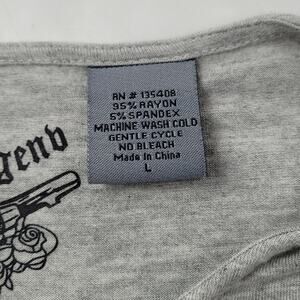 RN # 135408
95% RAYON
5% SPANDEX
MACHINE WASH COLD
GENTLE CYCLE
NO BLEACH
Made In China
L